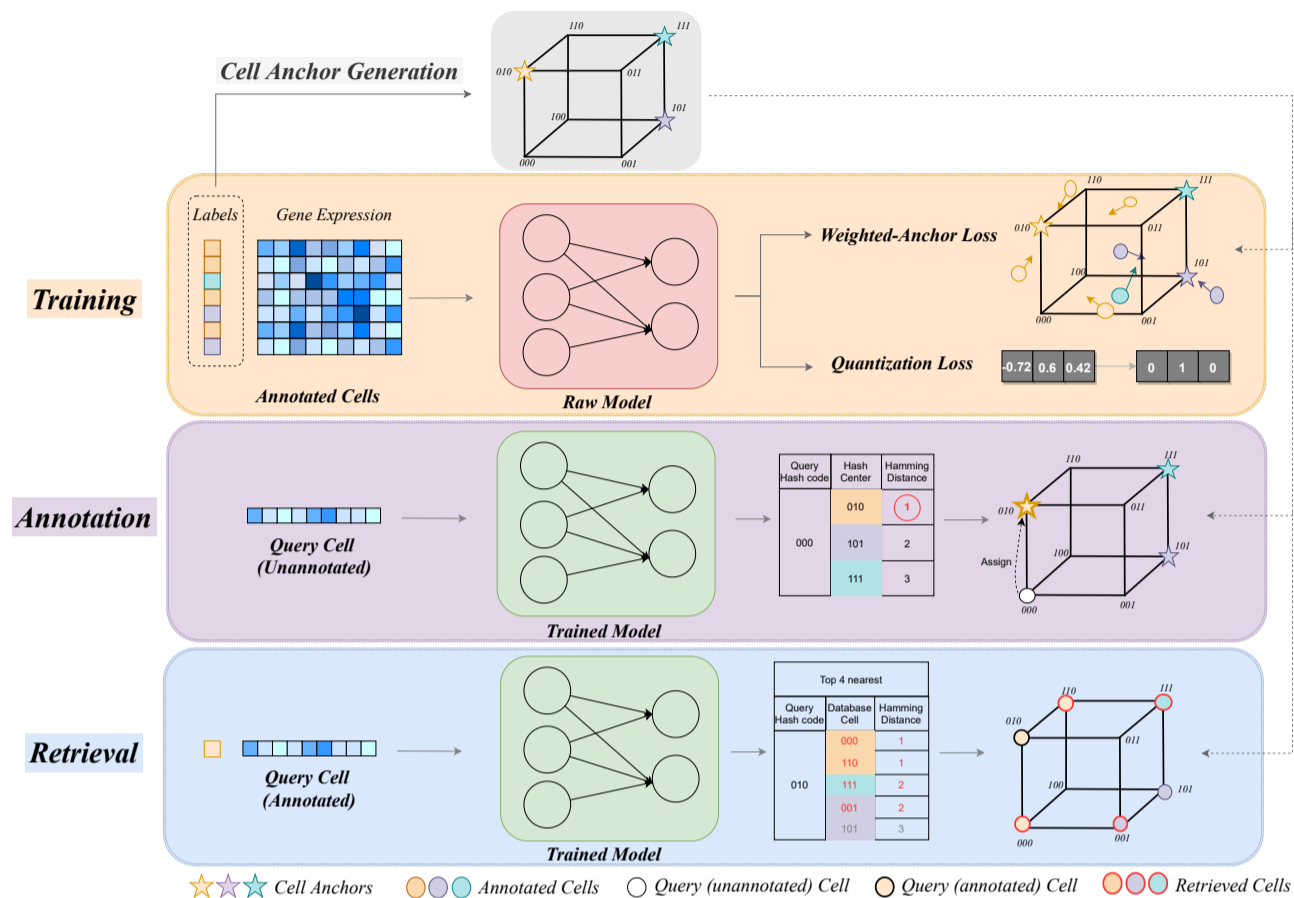 Cell Anchor Generation
110
111
010
011
100
101
000
001
Training
Labels
Gene Expression
Annotated Cells
Raw Model
Weighted-Anchor Loss
110
111
010
011
100
101
000
001
Quantization Loss
-0.72 0.6 0.42
0 1 0
Annotation
Query Cell
(Unannotated)
Trained Model
Query
Hash code
Hash
Center
Hamming
Distance
000
010 1
101 2
111 3
110
111
010
011
100
101
Assign
000
001
Retrieval
Query Cell
(Annotated)
Trained Model
Top 4 nearest
Query
Hash code
Database
Cell
Hamming
Distance
010
000 1
110 1
111 2
001 2
101 3
110
111
010
011
100
101
000
001
Cell Anchors
Annotated Cells
Query (unannotated) Cell
Query (annotated) Cell
Retrieved Cells